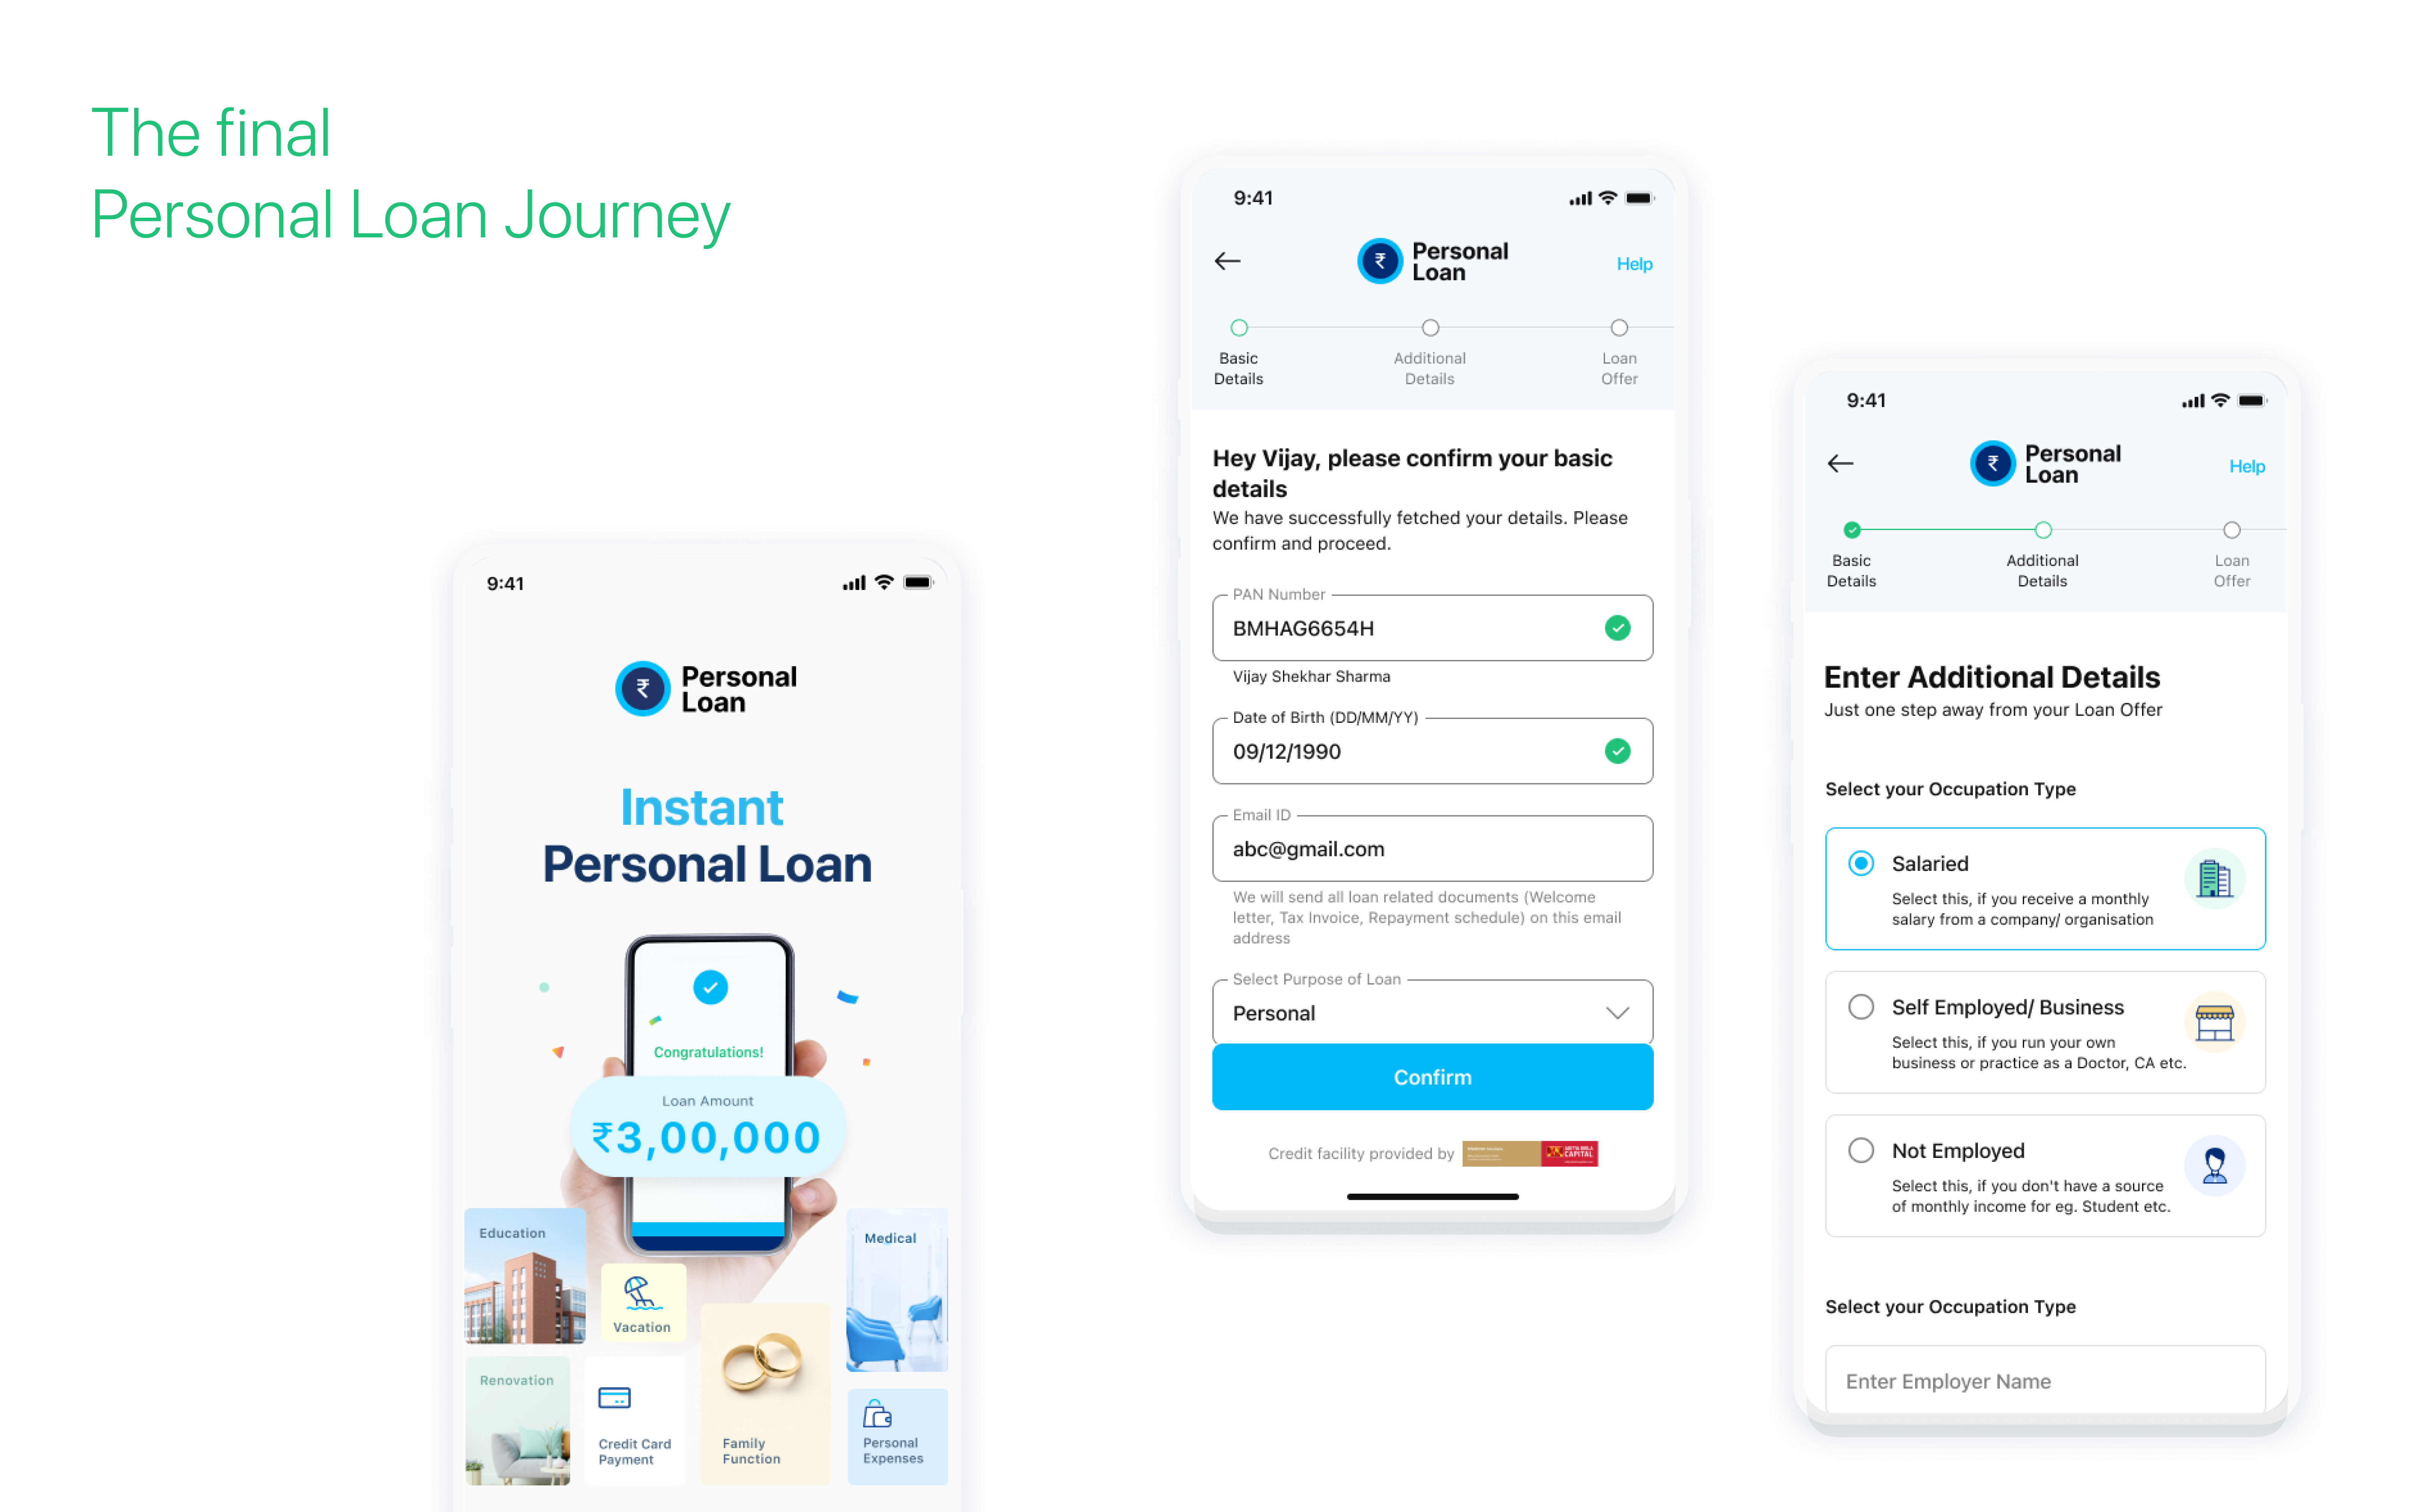 The final
Personal Loan Journey
9:41
Personal
Loan
Instant
Personal Loan
Congratulations!
Loan Amount
₹3,00,000
Education
Medical
Vacation
Renovation
Credit Card
Payment
Family
Function
Personal
Expenses
9:41
₹
Personal
Loan
Help
Basic
Details
Additional
Details
Loan
Offer
Hey Vijay, please confirm your basic
details
We have successfully fetched your details. Please
confirm and proceed.
PAN Number
BMHAG6654H
Vijay Shekhar Sharma
Date of Birth (DD/MM/YY)
09/12/1990
Email ID
abc@gmail.com
We will send all loan related documents (Welcome
letter, Tax Invoice, Repayment schedule) on this email
address
Select Purpose of Loan
Personal
Confirm
Credit facility provided by
CAPITAL
9:41
₹
Personal
Loan
Help
Basic
Details
Additional
Details
Loan
Offer
Enter Additional Details
Just one step away from your Loan Offer
Select your Occupation Type
Salaried
Select this, if you receive a monthly
salary from a company/ organisation
Self Employed/ Business
Select this, if you run your own
business or practice as a Doctor, CA etc.
Not Employed
Select this, if you don't have a source
of monthly income for eg. Student etc.
Select your Occupation Type
Enter Employer Name